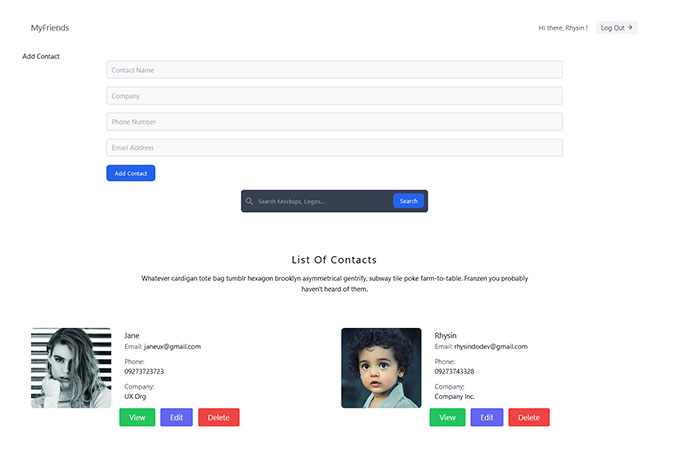 MyFriends
Hi there, Rhysin !
Log Out →
Add Contact
Contact Name
Company
Phone Number
Email Address
Add Contact
Search Mockups, Logos...
Search
List Of Contacts
Whatever cardigan tote bag tumblr hexagon brooklyn asymmetrical gentrify, subway tile poke farm-to-table. Franzen you probably
haven't heard of them.
Jane
Email: janeux@gmail.com
Phone:
09273723723
Company:
UX Org
View
Edit
Delete
Rhysin
Email: rhysindodev@gmail.com
Phone:
09273743328
Company:
Company Inc.
View
Edit
Delete